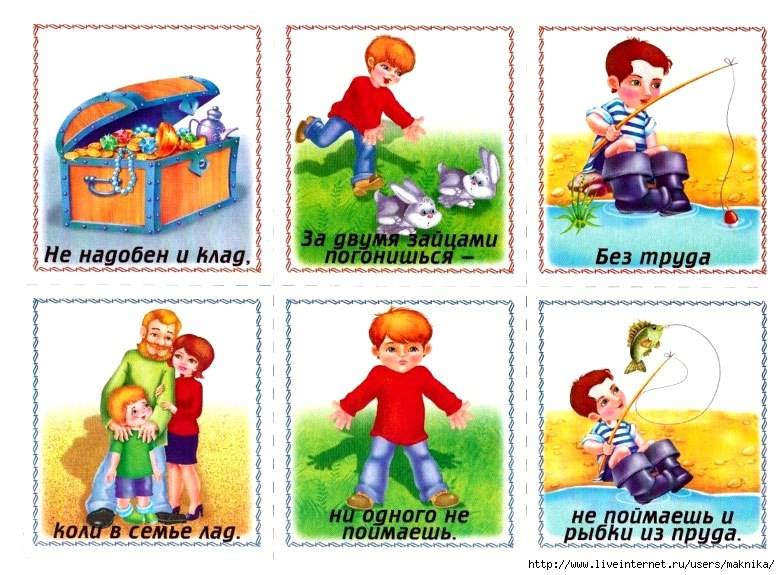 Не надобен и клад.
За двумя зайцами
погонишься –
Без труда
коли в семье лад.
ни одного не
поймаешь.
не поймаешь и
рыбки из пруда.
http://www.liveinternet.ru/users/maknika/